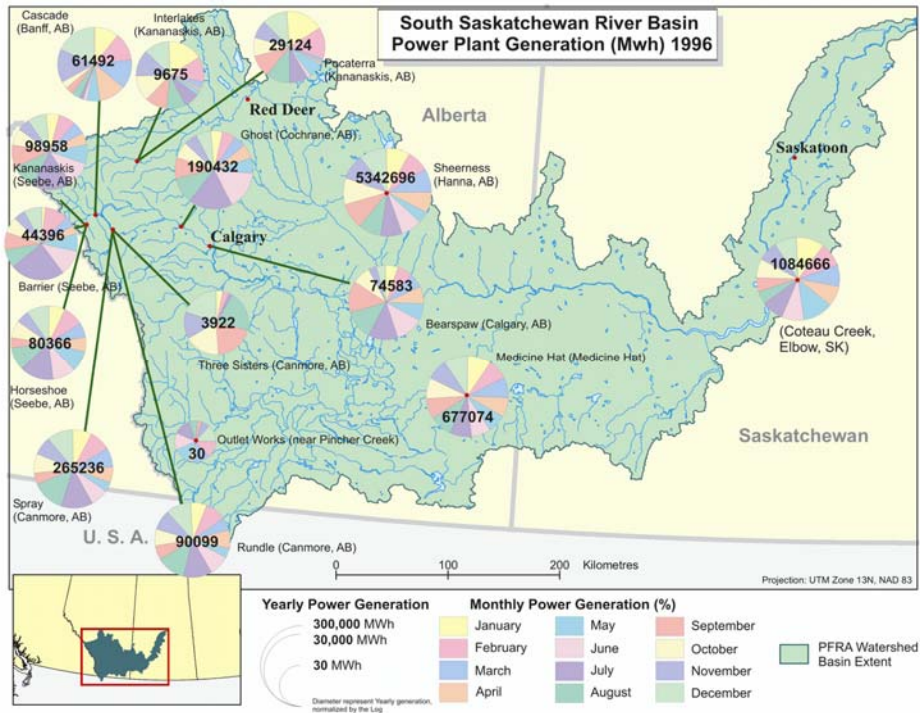 South Saskatchewan River Basin
Power Plant Generation (Mwh) 1996
Cascade
(Banff, AB)
61492
Interlakes
(Kananaskis, AB)
9675
29124
Pocaterra
(Kananaskis, AB)
Red Deer
Alberta
Ghost (Cochrane, AB)
190432
98958
Kananaskis
(Seebe, AB)
5342696
Sheerness
(Hanna, AB)
Saskatoon
44396
Barrier (Seebe, AB)
Calgary
1084666
(Coteau Creek,
Elbow, SK)
74583
Bearspaw (Calgary, AB)
3922
Three Sisters (Canmore, AB)
80366
Horseshoe
(Seebe, AB)
Medicine Hat (Medicine Hat)
677074
Outlet Works (near Pincher Creek)
30
Saskatchewan
265236
Spray
(Canmore, AB)
U. S. A.
90099
Rundle (Canmore, AB)
0 100 200 Kilometres
Projection: UTM Zone 13N, NAD 83
Yearly Power Generation
300,000 MWh
30,000 MWh
30 MWh
Diameter represent Yearly generation,
normalized by the Log
Monthly Power Generation (%)
January
February
March
April
May
June
July
August
September
October
November
December
PFRA Watershed
Basin Extent